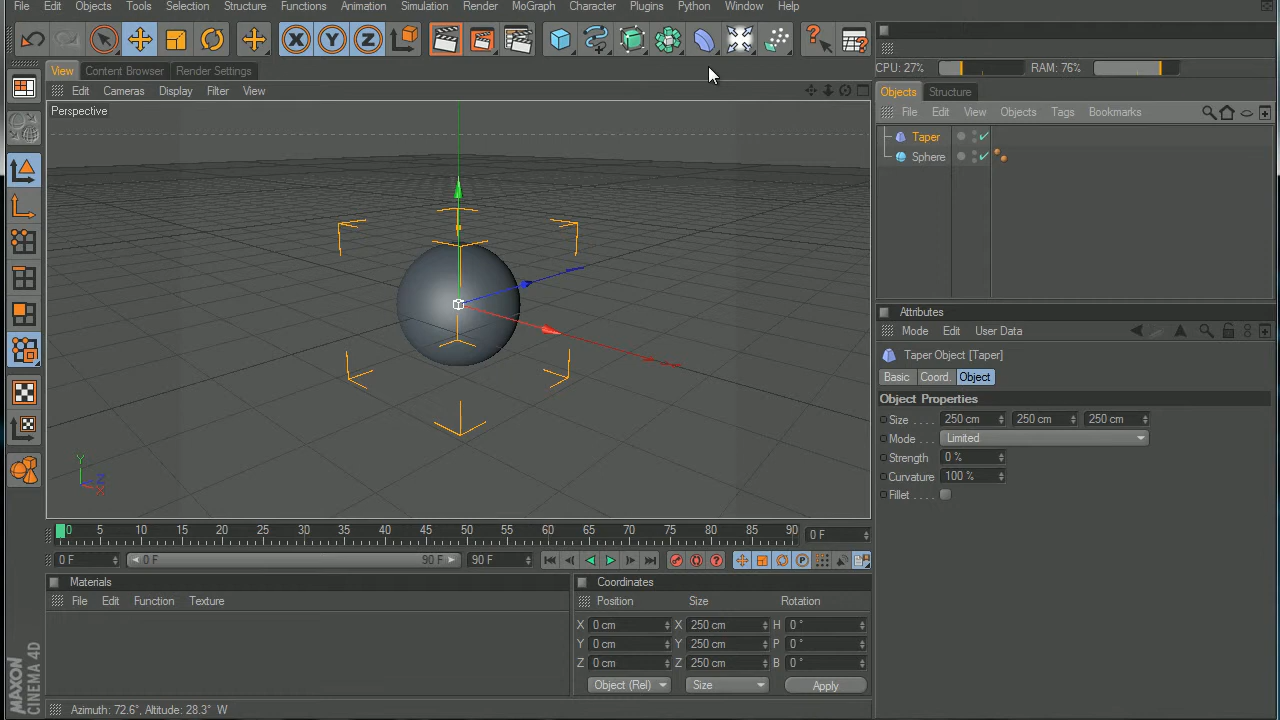 File Edit Objects Tools Selection Structure Functions Animation Simulation Render MoGraph Character Plugins Python Window Help
X Y Z
CPU: 27% RAM: 76%
View Content Browser Render Settings
Edit Cameras Display Filter View
Perspective
Y
Z
X
Objects Structure
File Edit View Objects Tags Bookmarks
Taper
Sphere
Attributes
Mode Edit User Data
Taper Object [Taper]
Basic Coord. Object
Object Properties
Size 250 cm 250 cm 250 cm
Mode Limited
Strength 0 %
Curvature 100 %
Fillet
0 5 10 15 20 25 30 35 40 45 50 55 60 65 70 75 80 85 90 0 F
0 F 0 F 90 F 90 F
Materials
File Edit Function Texture
Coordinates
Position Size Rotation
X 0 cm X 250 cm H 0 °
Y 0 cm Y 250 cm P 0 °
Z 0 cm Z 250 cm B 0 °
Object (Rel) Size Apply
MAXON
CINEMA 4D
Azimuth: 72.6°, Altitude: 28.3° W